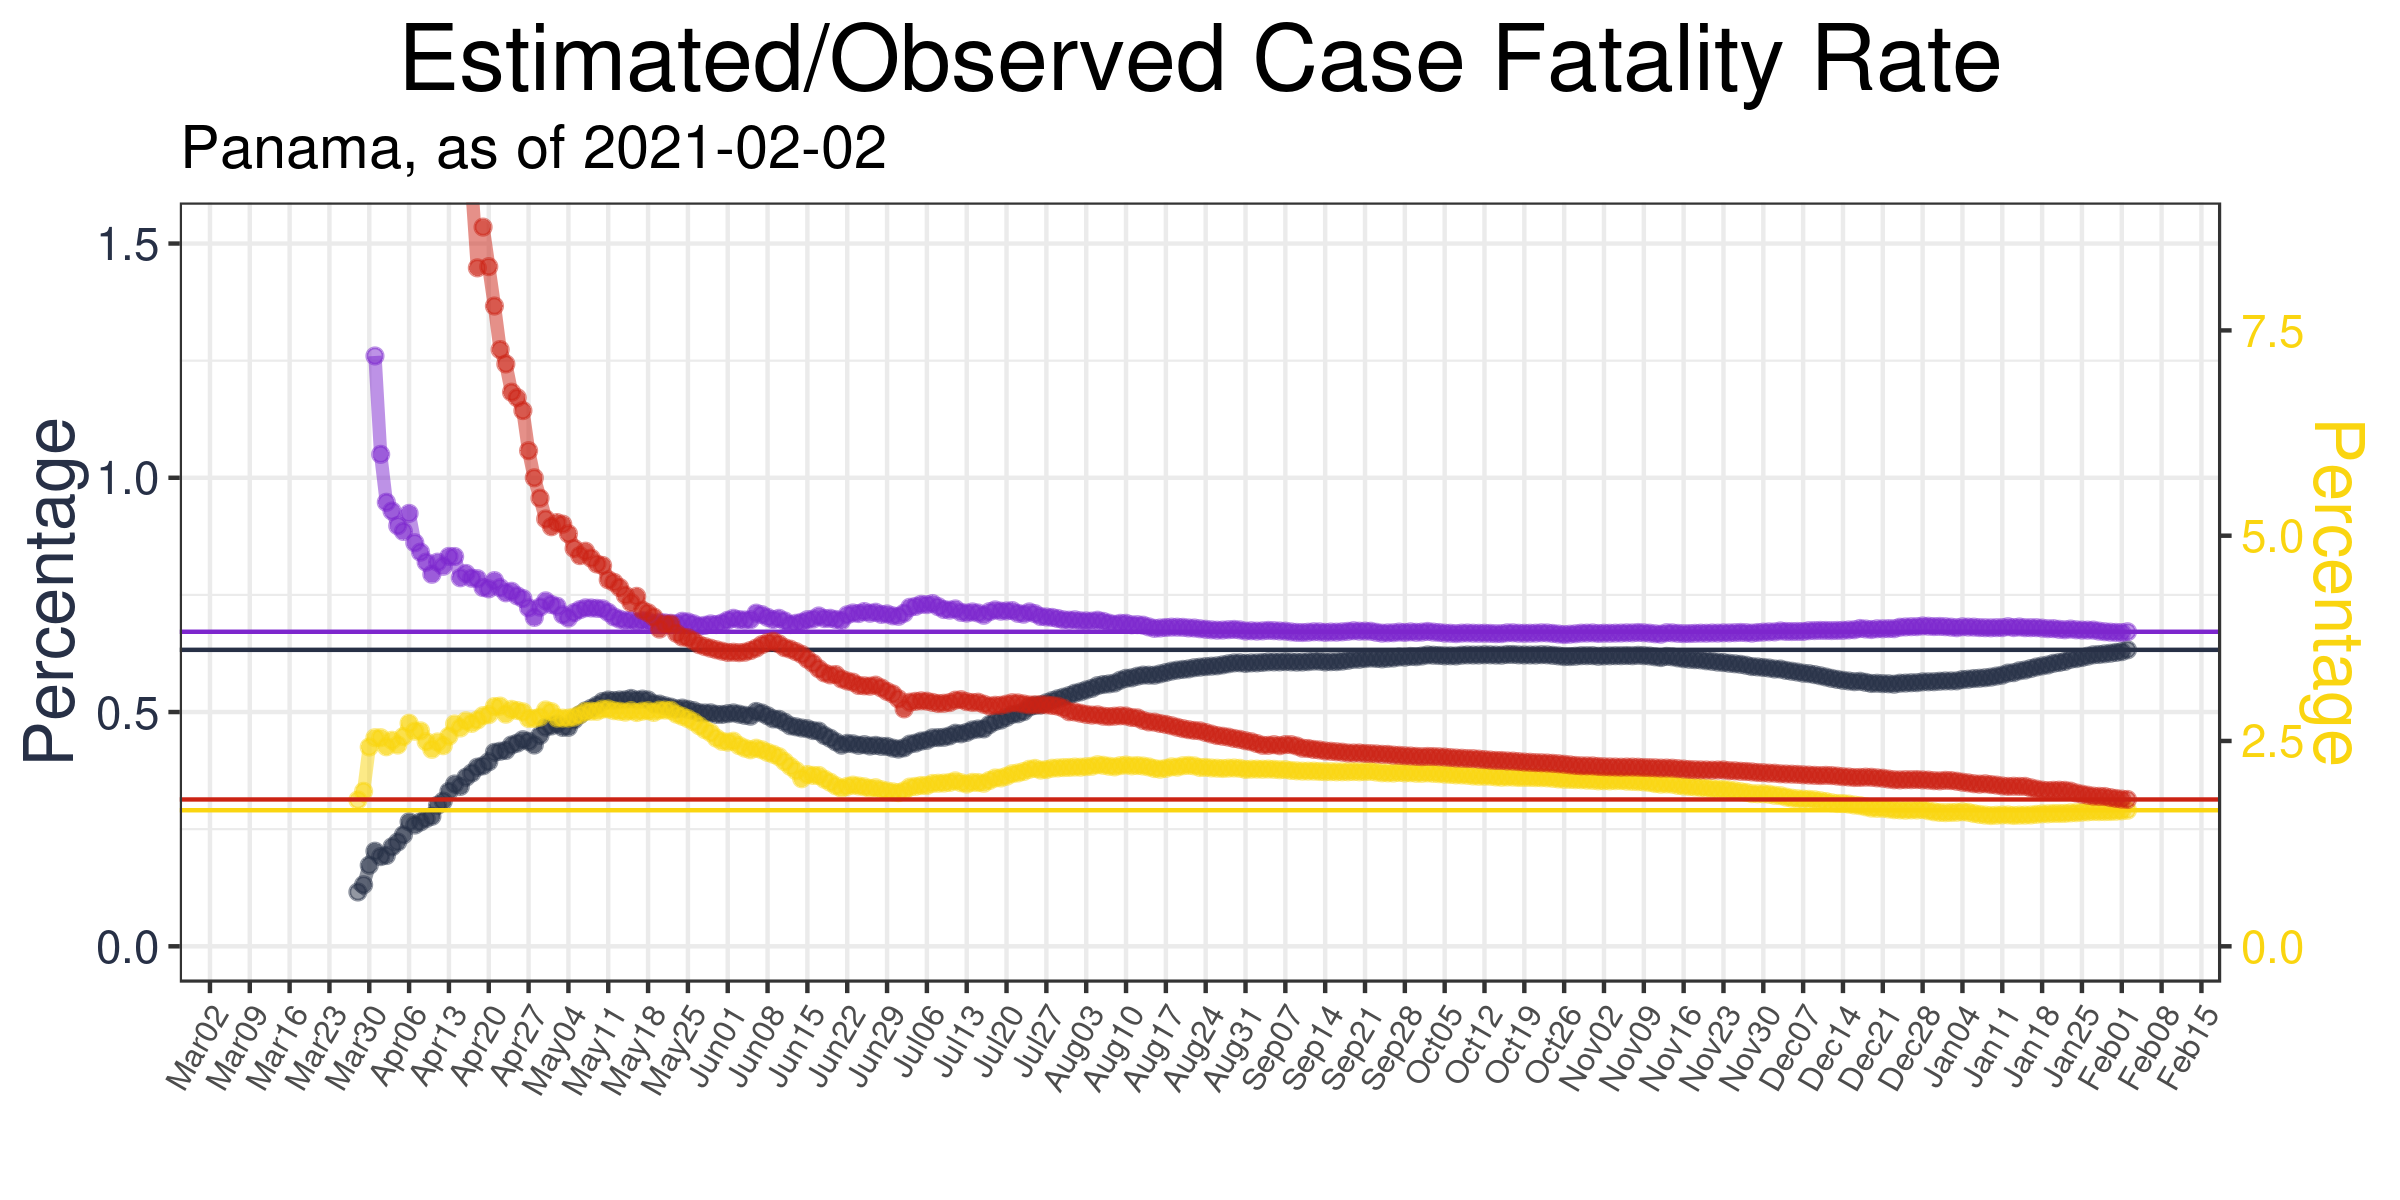 Estimated/Observed Case Fatality Rate
Panama, as of 2021-02-02
Percentage
1.5
1.0
0.5
0.0
7.5
5.0
2.5
0.0
Percentage
Mar02 Mar09 Mar16 Mar23 Mar30 Apr06 Apr13 Apr20 Apr27 May04 May11 May18 May25 Jun01 Jun08 Jun15 Jun22 Jun29 Jul06 Jul13 Jul20 Jul27 Aug03 Aug10 Aug17 Aug24 Aug31 Sep07 Sep14 Sep21 Sep28 Oct05 Oct12 Oct19 Oct26 Nov02 Nov09 Nov16 Nov23 Nov30 Dec07 Dec14 Dec21 Dec28 Jan04 Jan11 Jan18 Jan25 Feb01 Feb08 Feb15